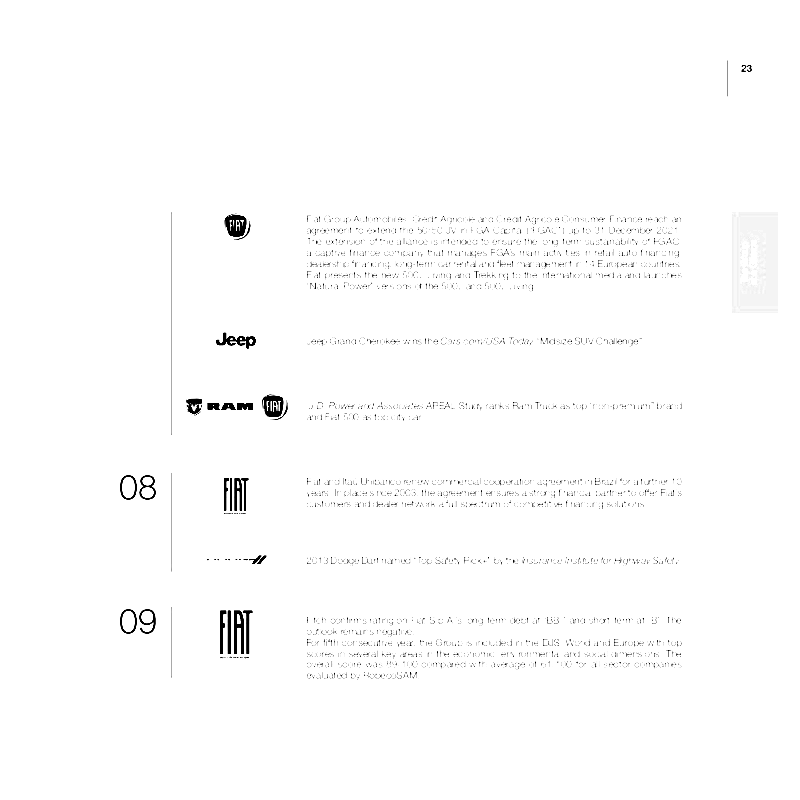 23
FIAT
Fiat Group Automobiles, Crédit Agricole and Crédit Agricole Consumer Finance reach an
agreement to extend the 50/50 JV in FGA Capital ("FGAC") up to 31 December 2021.
The extension of the alliance is intended to ensure the long-term sustainability of FGAC,
a captive finance company that manages FGA's main activities in retail auto financing,
dealership financing, long-term car rental and fleet management in 14 European countries.
Fiat presents the new 500L Living and Trekking to the international media and launches
"Natural Power" versions of the 500L and 500L Living.
Jeep
Jeep Grand Cherokee wins the Cars.com/USA Today "Midsize SUV Challenge".
RAM FIAT
J.D. Power and Associates APEAL Study ranks Ram Truck as top "non-premium" brand
and Fiat 500 as top city car.
08
FIAT
Fiat and Itaú Unibanco renew commercial cooperation agreement in Brazil for a further 10
years. In place since 2003, the agreement ensures a strong financial partner to offer Fiat's
customers and dealer network a full spectrum of competitive financing solutions.
2013 Dodge Dart named "Top Safety Pick+" by the Insurance Institute for Highway Safety.
09
FIAT
Fitch confirms rating on Fiat S.p.A.'s long-term debt at "BB-" and short-term at "B". The
outlook remains negative.
For fifth consecutive year, the Group is included in the DJSI World and Europe with top
scores in several key areas in the economic, environmental and social dimensions. The
overall score was 89/100 compared with average of 61/100 for all sector companies
evaluated by RobecoSAM.